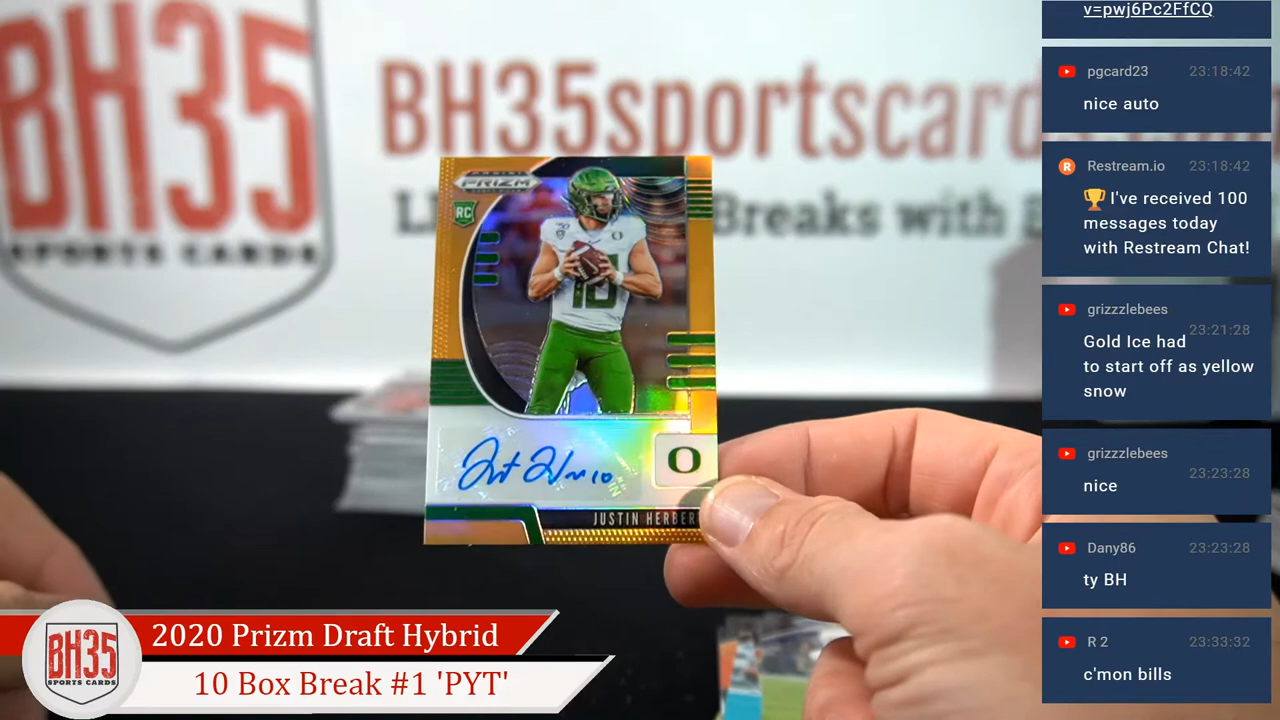 BH35
SPORTS CARDS
BH35sportscard
Breaks with
PRIZM
RC
O
JUSTIN HERBER
2020 Prizm Draft Hybrid
10 Box Break #1 'PYT'
BH35
SPORTS CARDS
v=pwj6Pc2FfCQ
pgcard23 23:18:42
nice auto
Restream.io 23:18:42
🏆 I've received 100
messages today
with Restream Chat!
grizzzlebees 23:21:28
Gold Ice had
to start off as yellow
snow
grizzzlebees 23:23:28
nice
Dany86 23:23:28
ty BH
R 2 23:33:32
c'mon bills